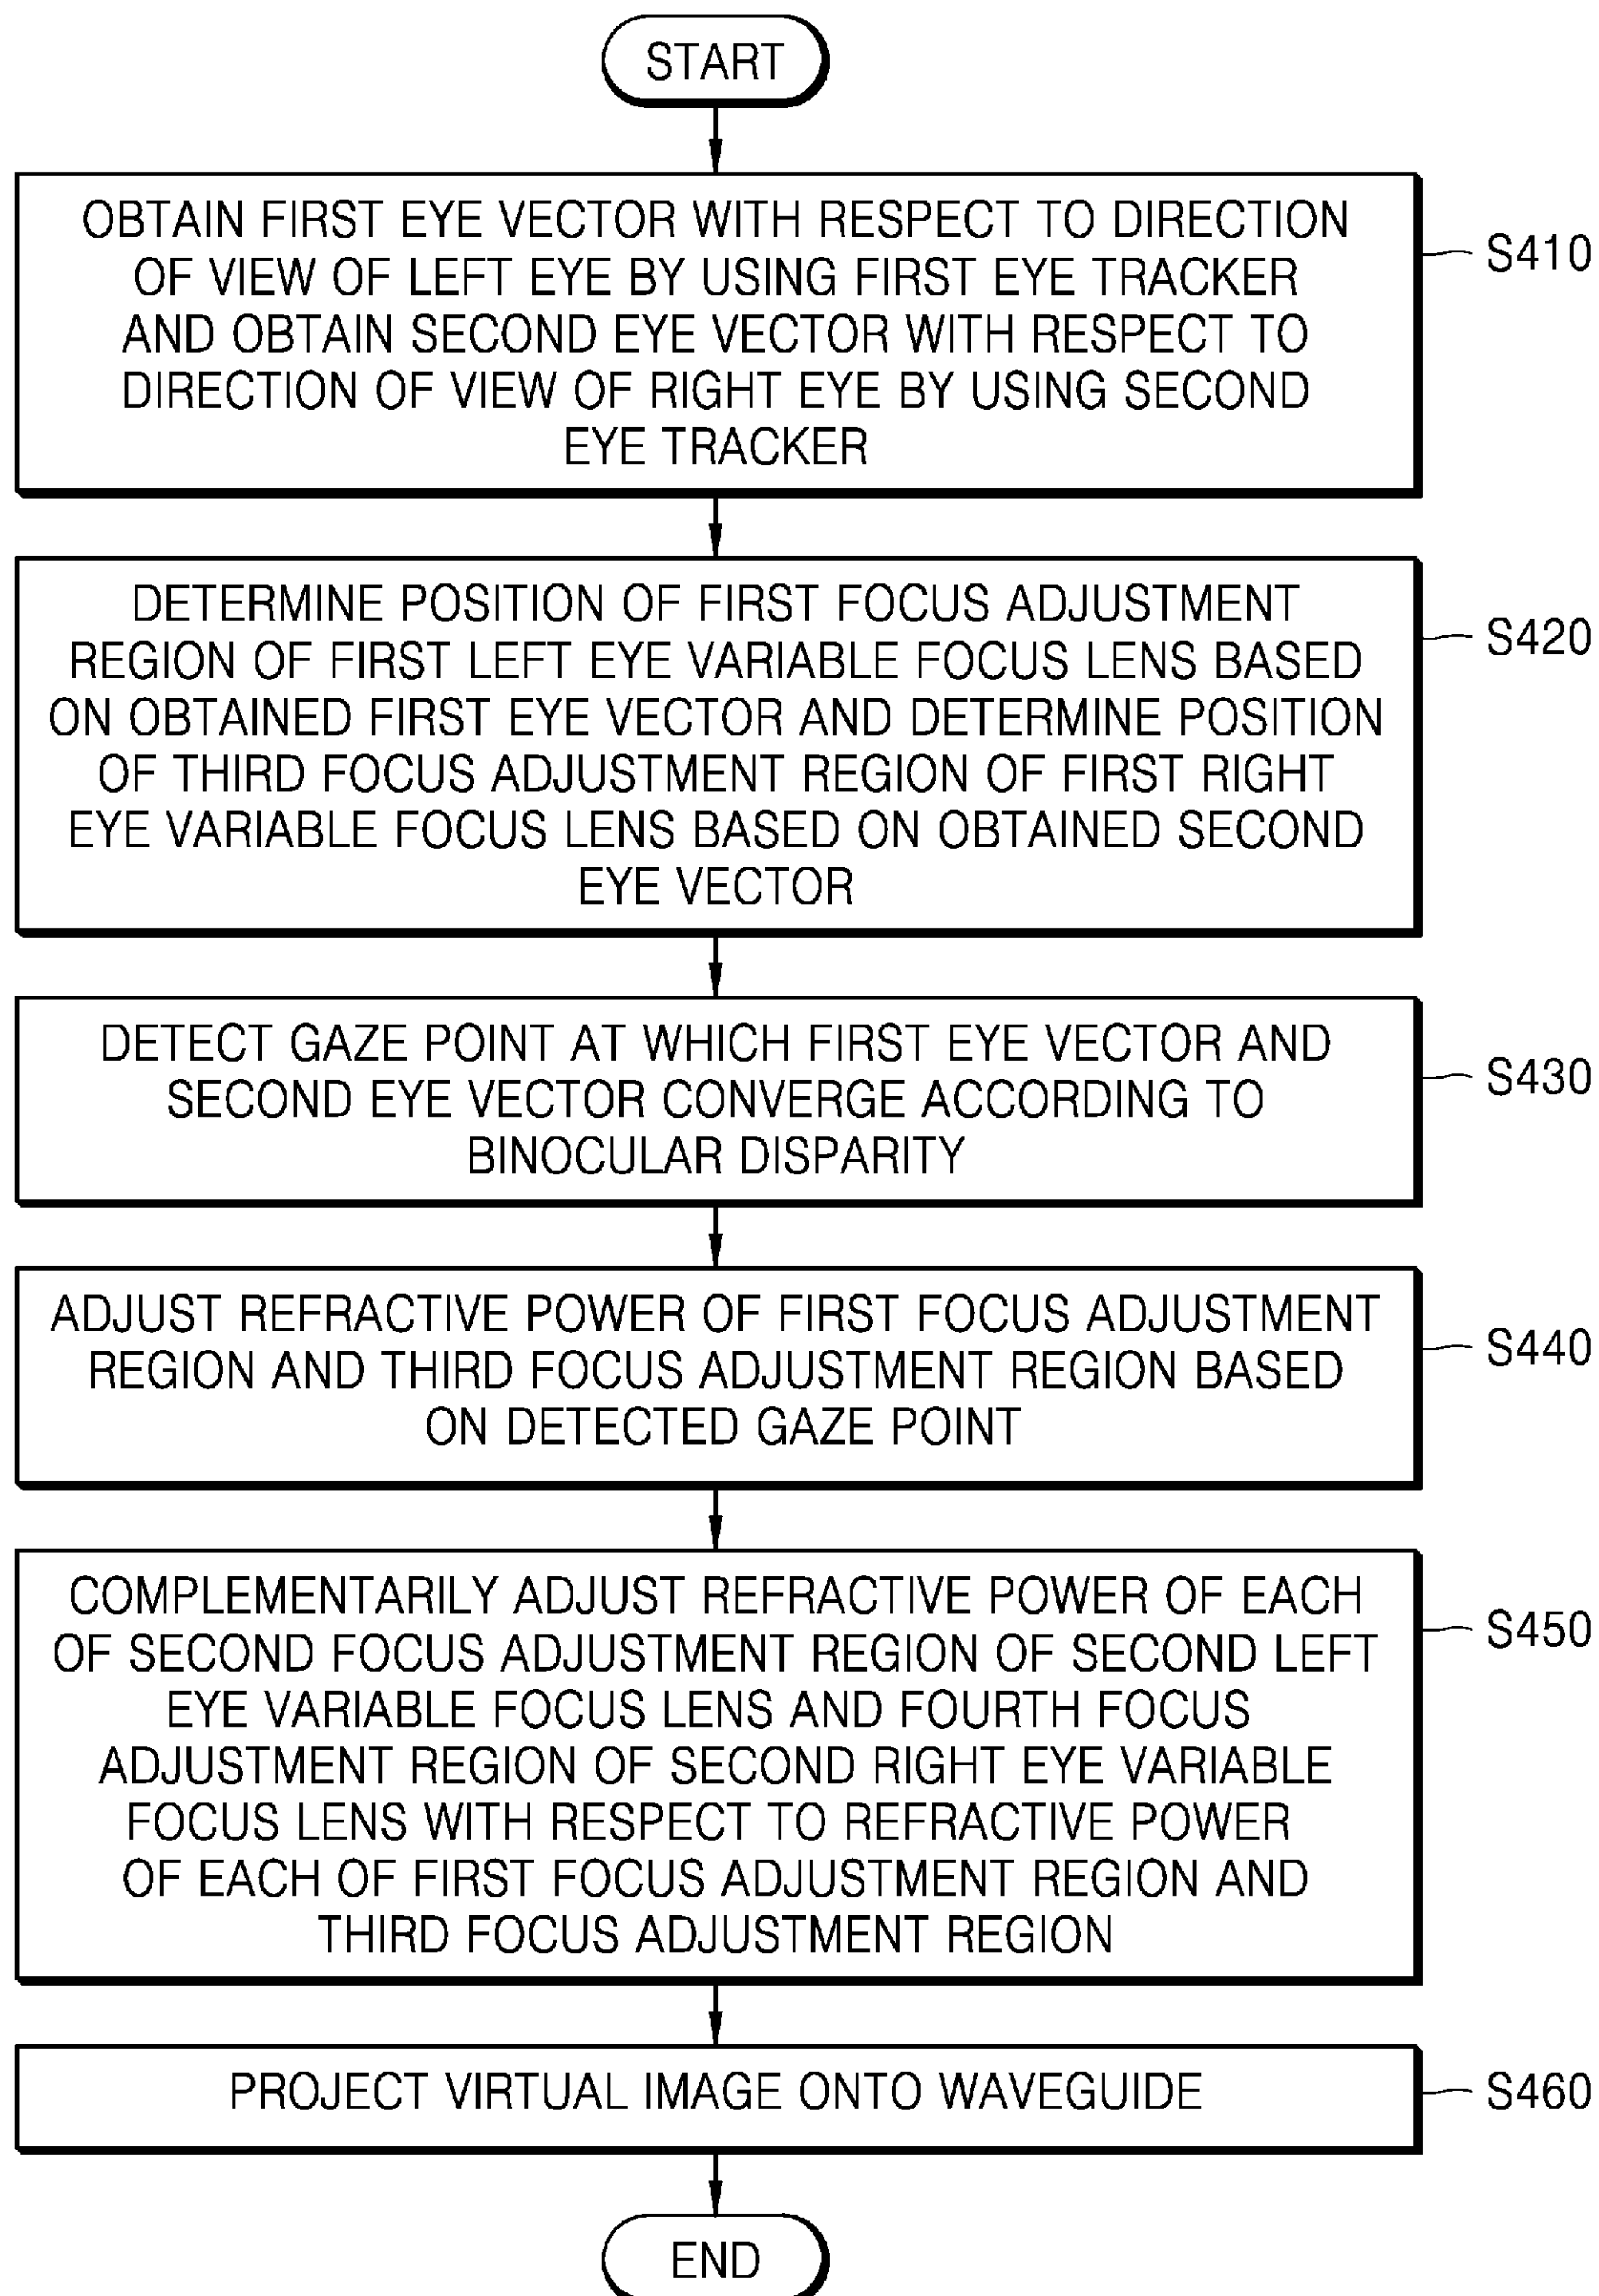 START
OBTAIN FIRST EYE VECTOR WITH RESPECT TO DIRECTION
OF VIEW OF LEFT EYE BY USING FIRST EYE TRACKER
AND OBTAIN SECOND EYE VECTOR WITH RESPECT TO
DIRECTION OF VIEW OF RIGHT EYE BY USING SECOND
EYE TRACKER
S410
DETERMINE POSITION OF FIRST FOCUS ADJUSTMENT
REGION OF FIRST LEFT EYE VARIABLE FOCUS LENS BASED
ON OBTAINED FIRST EYE VECTOR AND DETERMINE POSITION
OF THIRD FOCUS ADJUSTMENT REGION OF FIRST RIGHT
EYE VARIABLE FOCUS LENS BASED ON OBTAINED SECOND
EYE VECTOR
S420
DETECT GAZE POINT AT WHICH FIRST EYE VECTOR AND
SECOND EYE VECTOR CONVERGE ACCORDING TO
BINOCULAR DISPARITY
S430
ADJUST REFRACTIVE POWER OF FIRST FOCUS ADJUSTMENT
REGION AND THIRD FOCUS ADJUSTMENT REGION BASED
ON DETECTED GAZE POINT
S440
COMPLEMENTARILY ADJUST REFRACTIVE POWER OF EACH
OF SECOND FOCUS ADJUSTMENT REGION OF SECOND LEFT
EYE VARIABLE FOCUS LENS AND FOURTH FOCUS
ADJUSTMENT REGION OF SECOND RIGHT EYE VARIABLE
FOCUS LENS WITH RESPECT TO REFRACTIVE POWER
OF EACH OF FIRST FOCUS ADJUSTMENT REGION AND
THIRD FOCUS ADJUSTMENT REGION
S450
PROJECT VIRTUAL IMAGE ONTO WAVEGUIDE
S460
END